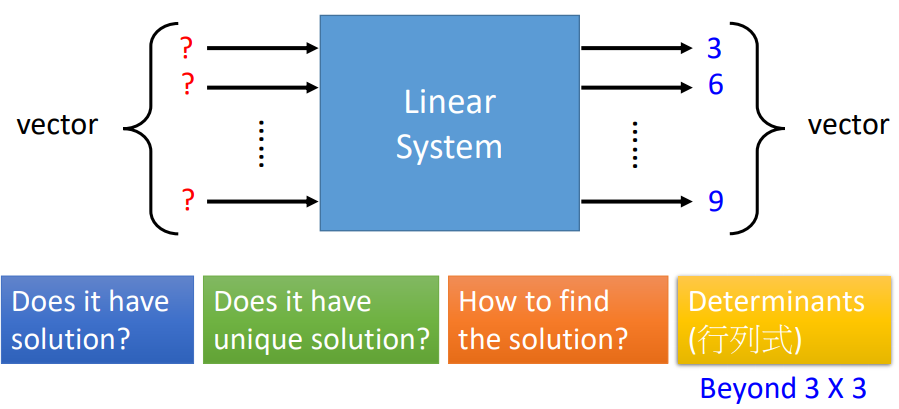 vector
?
?
?
Linear
System
3
6
9
vector
Does it have
solution?
Does it have
unique solution?
How to find
the solution?
Determinants
(行列式)
Beyond 3 X 3